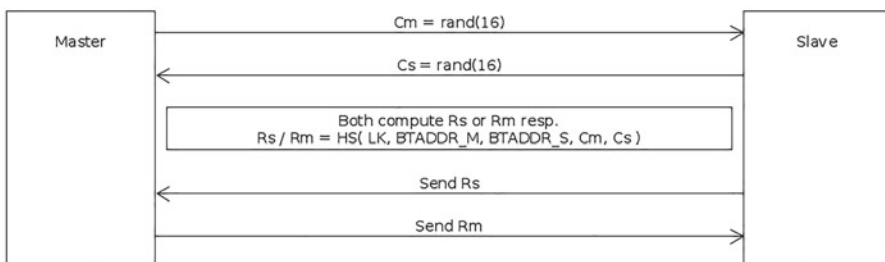 Cm = rand(16)
Master
Slave
Cs = rand(16)
Both compute Rs or Rm resp.
Rs / Rm = HS( LK, BTADDR_M, BTADDR_S, Cm, Cs )
Send Rs
Send Rm